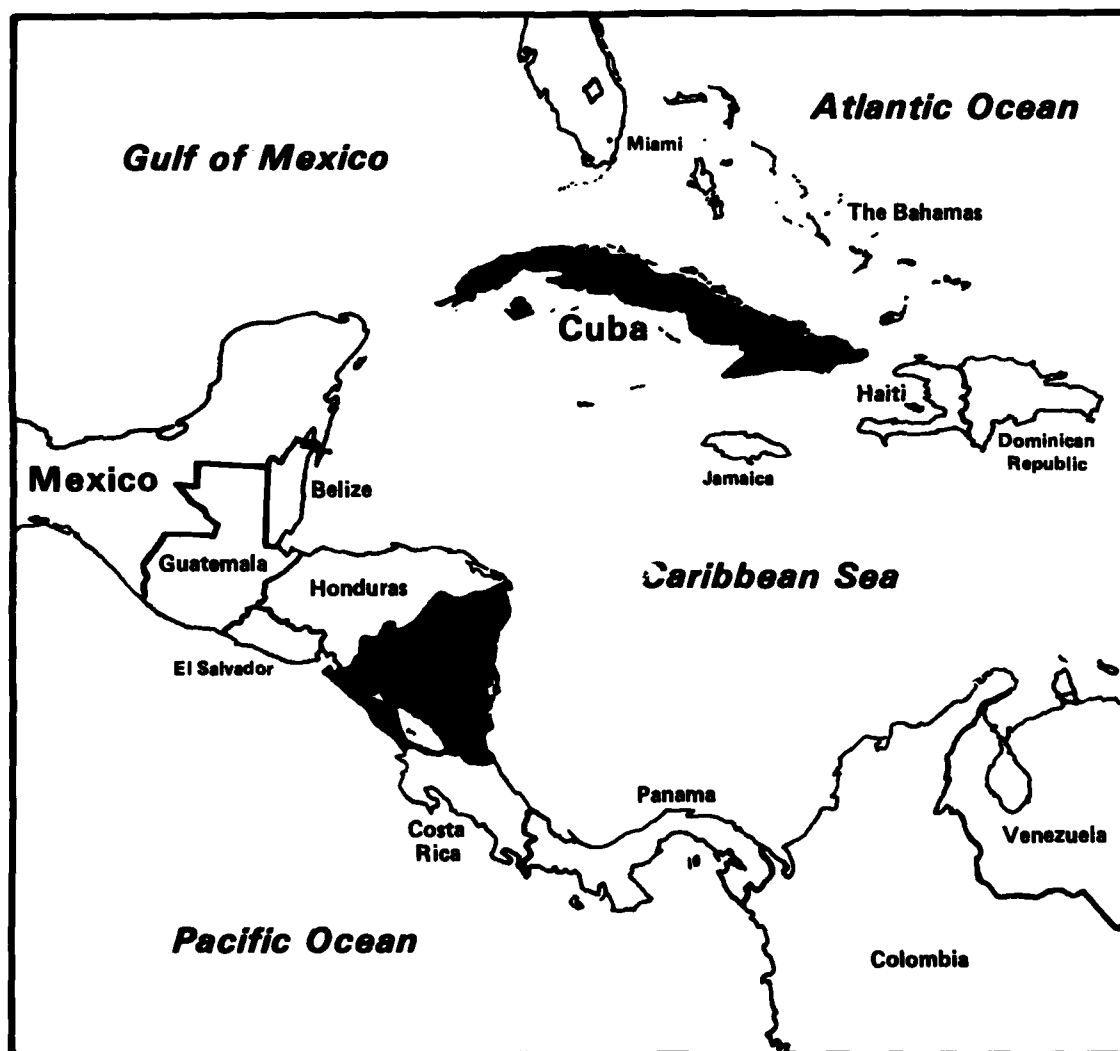 Atlantic Ocean
Miami
Gulf of Mexico
The Bahamas
Cuba
Haiti
Dominican
Republic
Jamaica
Mexico
Belize
Guatemala
Honduras
Caribbean Sea
El Salvador
Panama
Costa
Rica
Venezuela
Pacific Ocean
Colombia